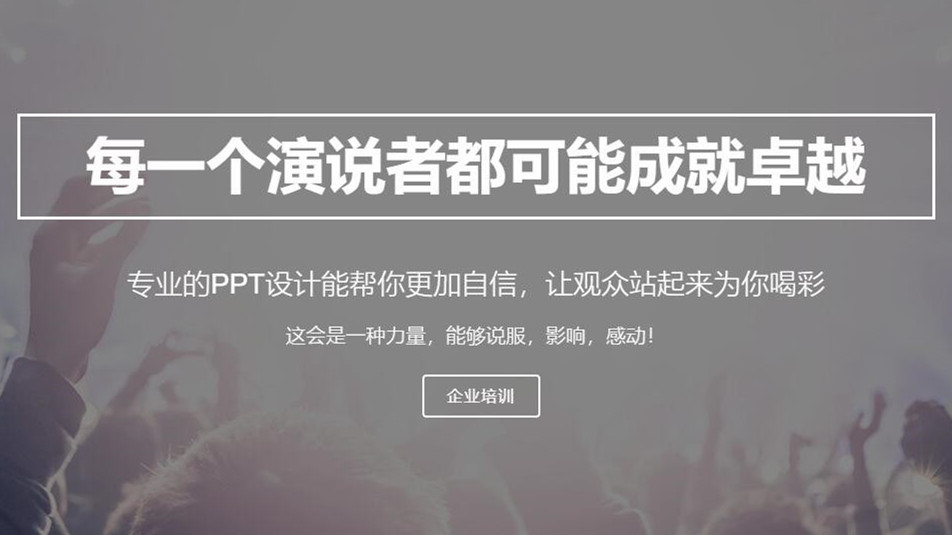 每一个演说者都可能成就卓越
专业的PPT设计能帮你更加自信，让观众站起来为你喝彩
这会是一种力量，能够说服，影响，感动！
企业培训